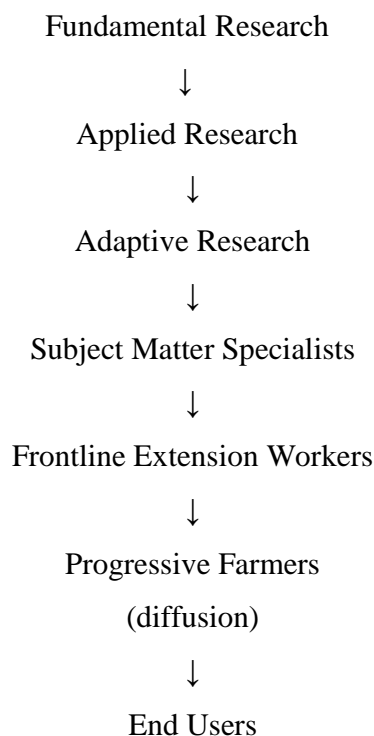 Fundamental Research
↓
Applied Research
↓
Adaptive Research
↓
Subject Matter Specialists
↓
Frontline Extension Workers
↓
Progressive Farmers
(diffusion)
↓
End Users